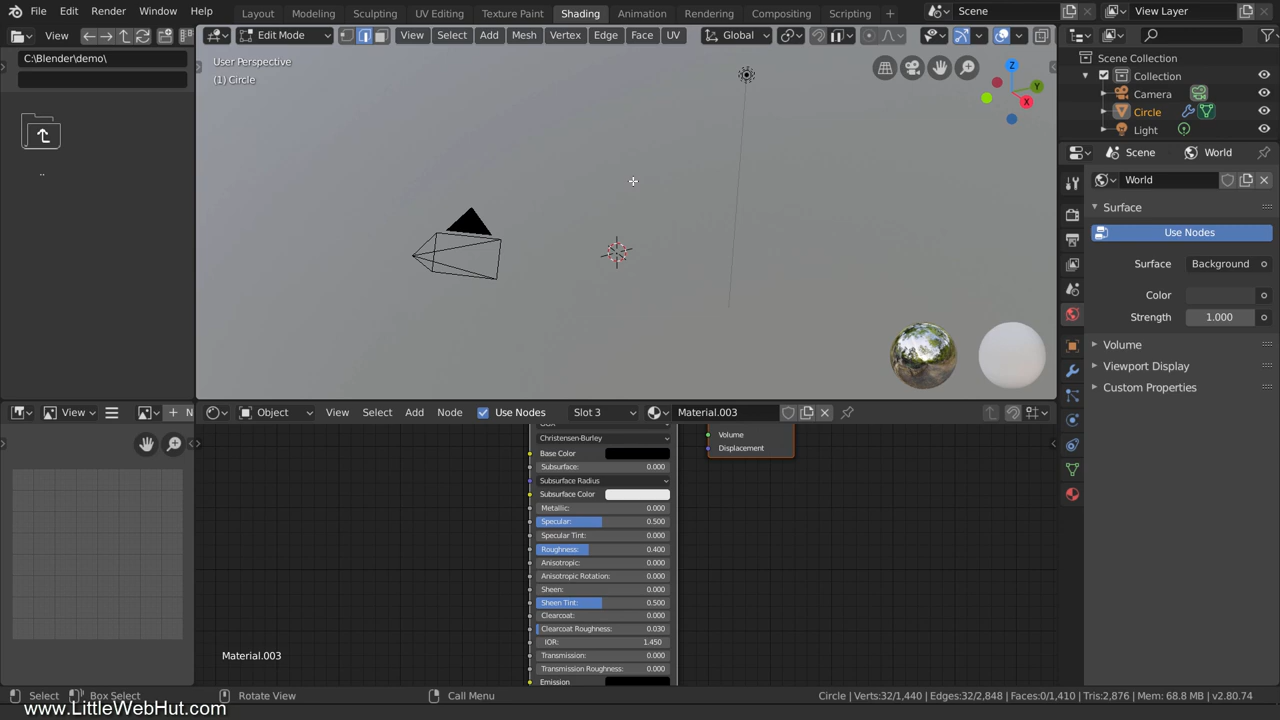 File Edit Render Window Help Layout Modeling Sculpting UV Editing Texture Paint Shading Animation Rendering Compositing Scripting + Scene View Layer
View Edit Mode View Select Add Mesh Vertex Edge Face UV Global
C:\Blender\demo\
..
User Perspective
(1) Circle
Z
Y
X
Scene Collection
Collection
Camera
Circle
Light
Scene World
World
Surface
Use Nodes
Surface Background
Color
Strength 1.000
Volume
Viewport Display
Custom Properties
View + N Object View Select Add Node Use Nodes Slot 3 Material.003
Christensen-Burley
Base Color
Subsurface: 0.000
Subsurface Radius
Subsurface Color
Metallic: 0.000
Specular: 0.500
Specular Tint: 0.000
Roughness: 0.400
Anisotropic: 0.000
Anisotropic Rotation: 0.000
Sheen: 0.000
Sheen Tint: 0.500
Clearcoat: 0.000
Clearcoat Roughness: 0.030
IOR: 1.450
Transmission: 0.000
Transmission Roughness: 0.000
Emission
Volume
Displacement
Material.003
Select Box Select Rotate View Call Menu Circle | Verts:32/1,440 | Edges:32/2,848 | Faces:0/1,410 | Tris:2,876 | Mem: 68.8 MB | v2.80.74
www.LittleWebHut.com